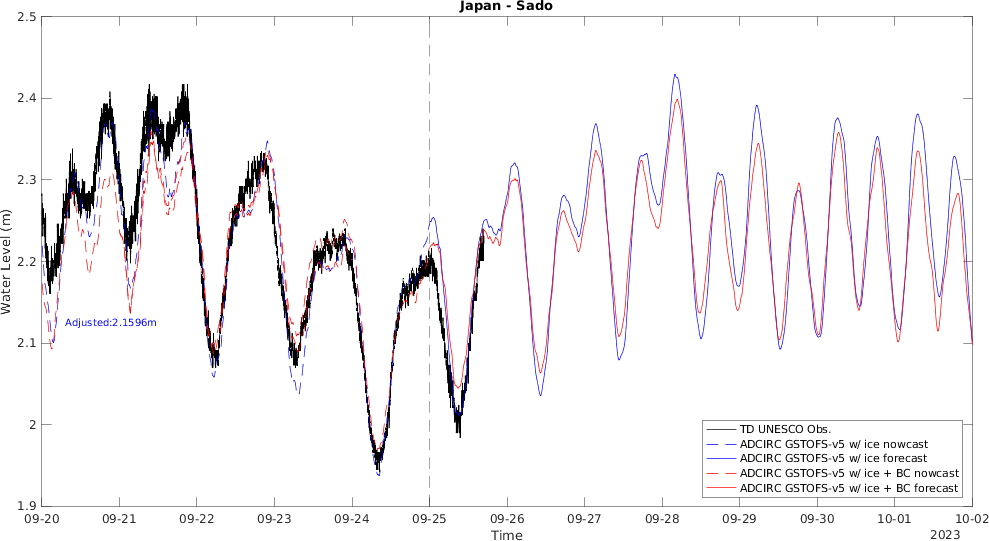 Japan - Sado
2.5
2.4
2.3
2.2
2.1
2
1.9
Water Level (m)
Adjusted:2.1596m
TD UNESCO Obs.
ADCIRC GSTOFS-v5 w/ ice nowcast
ADCIRC GSTOFS-v5 w/ ice forecast
ADCIRC GSTOFS-v5 w/ ice + BC nowcast
ADCIRC GSTOFS-v5 w/ ice + BC forecast
09-20 09-21 09-22 09-23 09-24 09-25 09-26 09-27 09-28 09-29 09-30 10-01 10-02
Time
2023